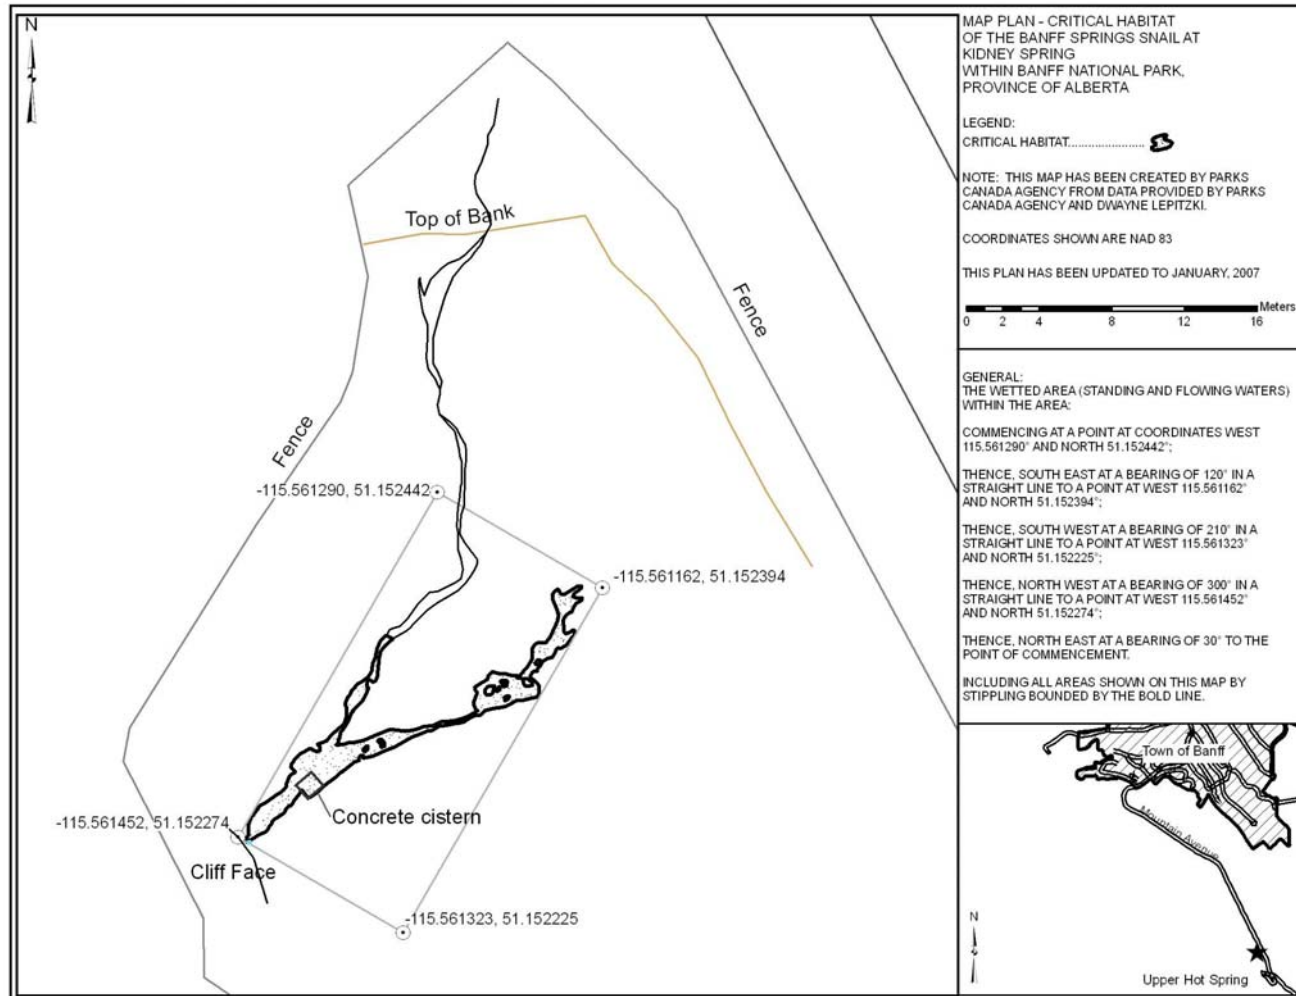 N
Top of Bank
Fence
Fence
-115.561290, 51.152442
-115.561162, 51.152394
Concrete cistern
-115.561452, 51.152274
Cliff Face
-115.561323, 51.152225
MAP PLAN - CRITICAL HABITAT
OF THE BANFF SPRINGS SNAIL AT
KIDNEY SPRING
WITHIN BANFF NATIONAL PARK,
PROVINCE OF ALBERTA
LEGEND:
CRITICAL HABITAT........................
NOTE: THIS MAP HAS BEEN CREATED BY PARKS
CANADA AGENCY FROM DATA PROVIDED BY PARKS
CANADA AGENCY AND DWAYNE LEPITZKI.
COORDINATES SHOWN ARE NAD 83
THIS PLAN HAS BEEN UPDATED TO JANUARY, 2007
Meters
0 2 4 8 12 16
GENERAL:
THE WETTED AREA (STANDING AND FLOWING WATERS)
WITHIN THE AREA:
COMMENCING AT A POINT AT COORDINATES WEST
115.561290° AND NORTH 51.152442°;
THENCE, SOUTH EAST AT A BEARING OF 120° IN A
STRAIGHT LINE TO A POINT AT WEST 115.561162°
AND NORTH 51.152394°;
THENCE, SOUTH WEST AT A BEARING OF 210° IN A
STRAIGHT LINE TO A POINT AT WEST 115.561323°
AND NORTH 51.152225°;
THENCE, NORTH WEST AT A BEARING OF 300° IN A
STRAIGHT LINE TO A POINT AT WEST 115.561452°
AND NORTH 51.152274°;
THENCE, NORTH EAST AT A BEARING OF 30° TO THE
POINT OF COMMENCEMENT.
INCLUDING ALL AREAS SHOWN ON THIS MAP BY
STIPPLING BOUNDED BY THE BOLD LINE.
Town of Banff
Mountain Avenue
N
Upper Hot Spring